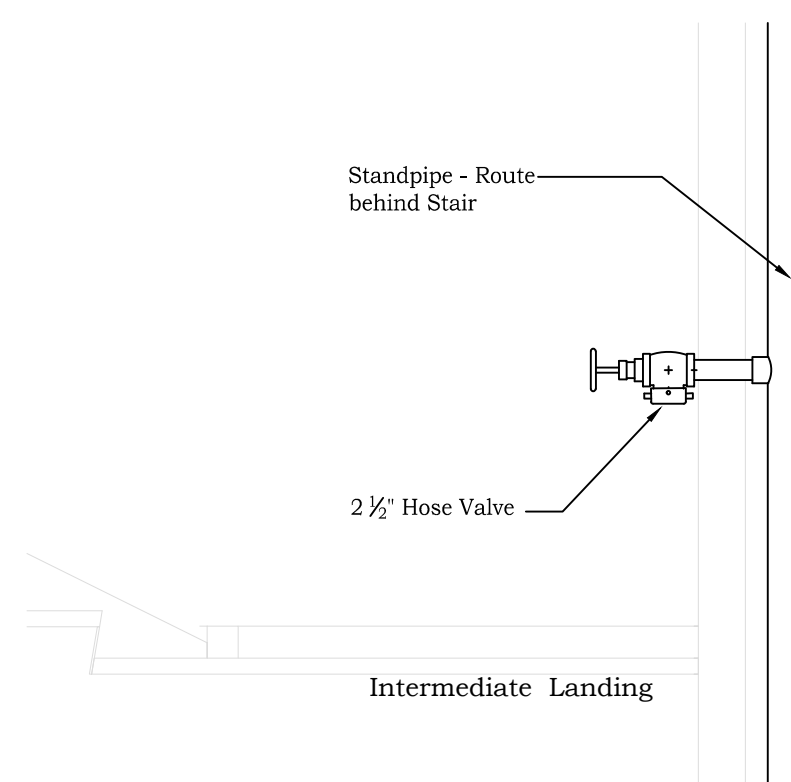 Standpipe - Route
behind Stair
2 ½" Hose Valve
Intermediate Landing